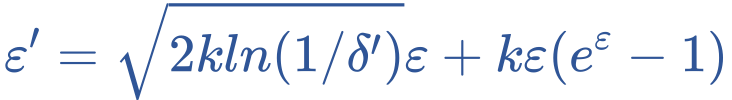 ε′ = √(2kln(1/δ′))ε + kε(e^ε − 1)